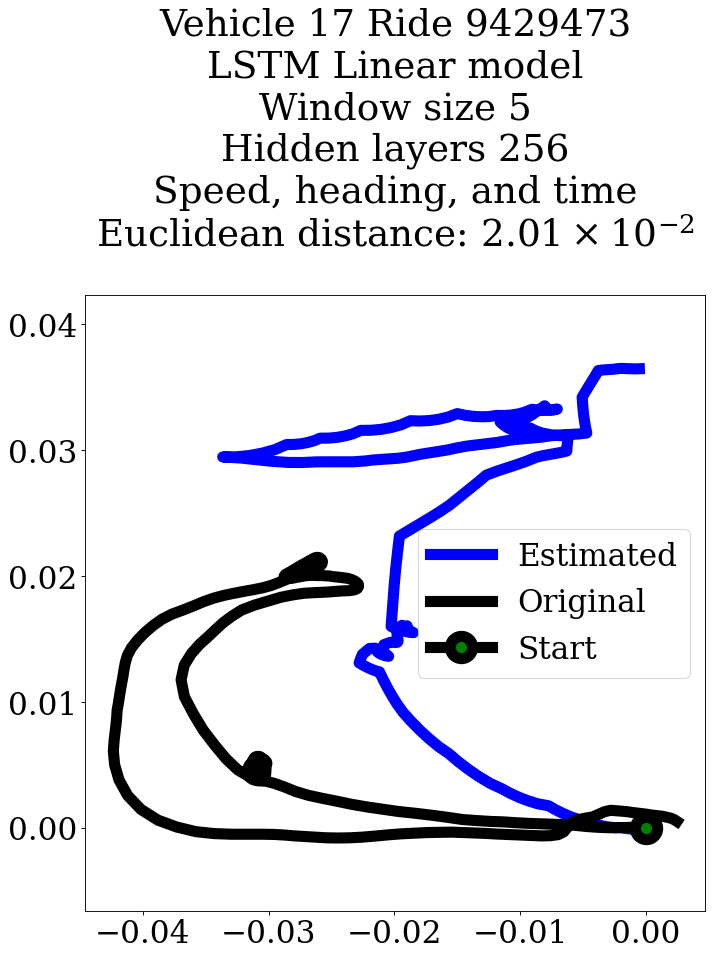 Vehicle 17 Ride 9429473
LSTM Linear model
Window size 5
Hidden layers 256
Speed, heading, and time
Euclidean distance: 2.01 × 10⁻²
0.04
0.03
0.02
0.01
0.00
Estimated
Original
Start
−0.04 −0.03 −0.02 −0.01 0.00